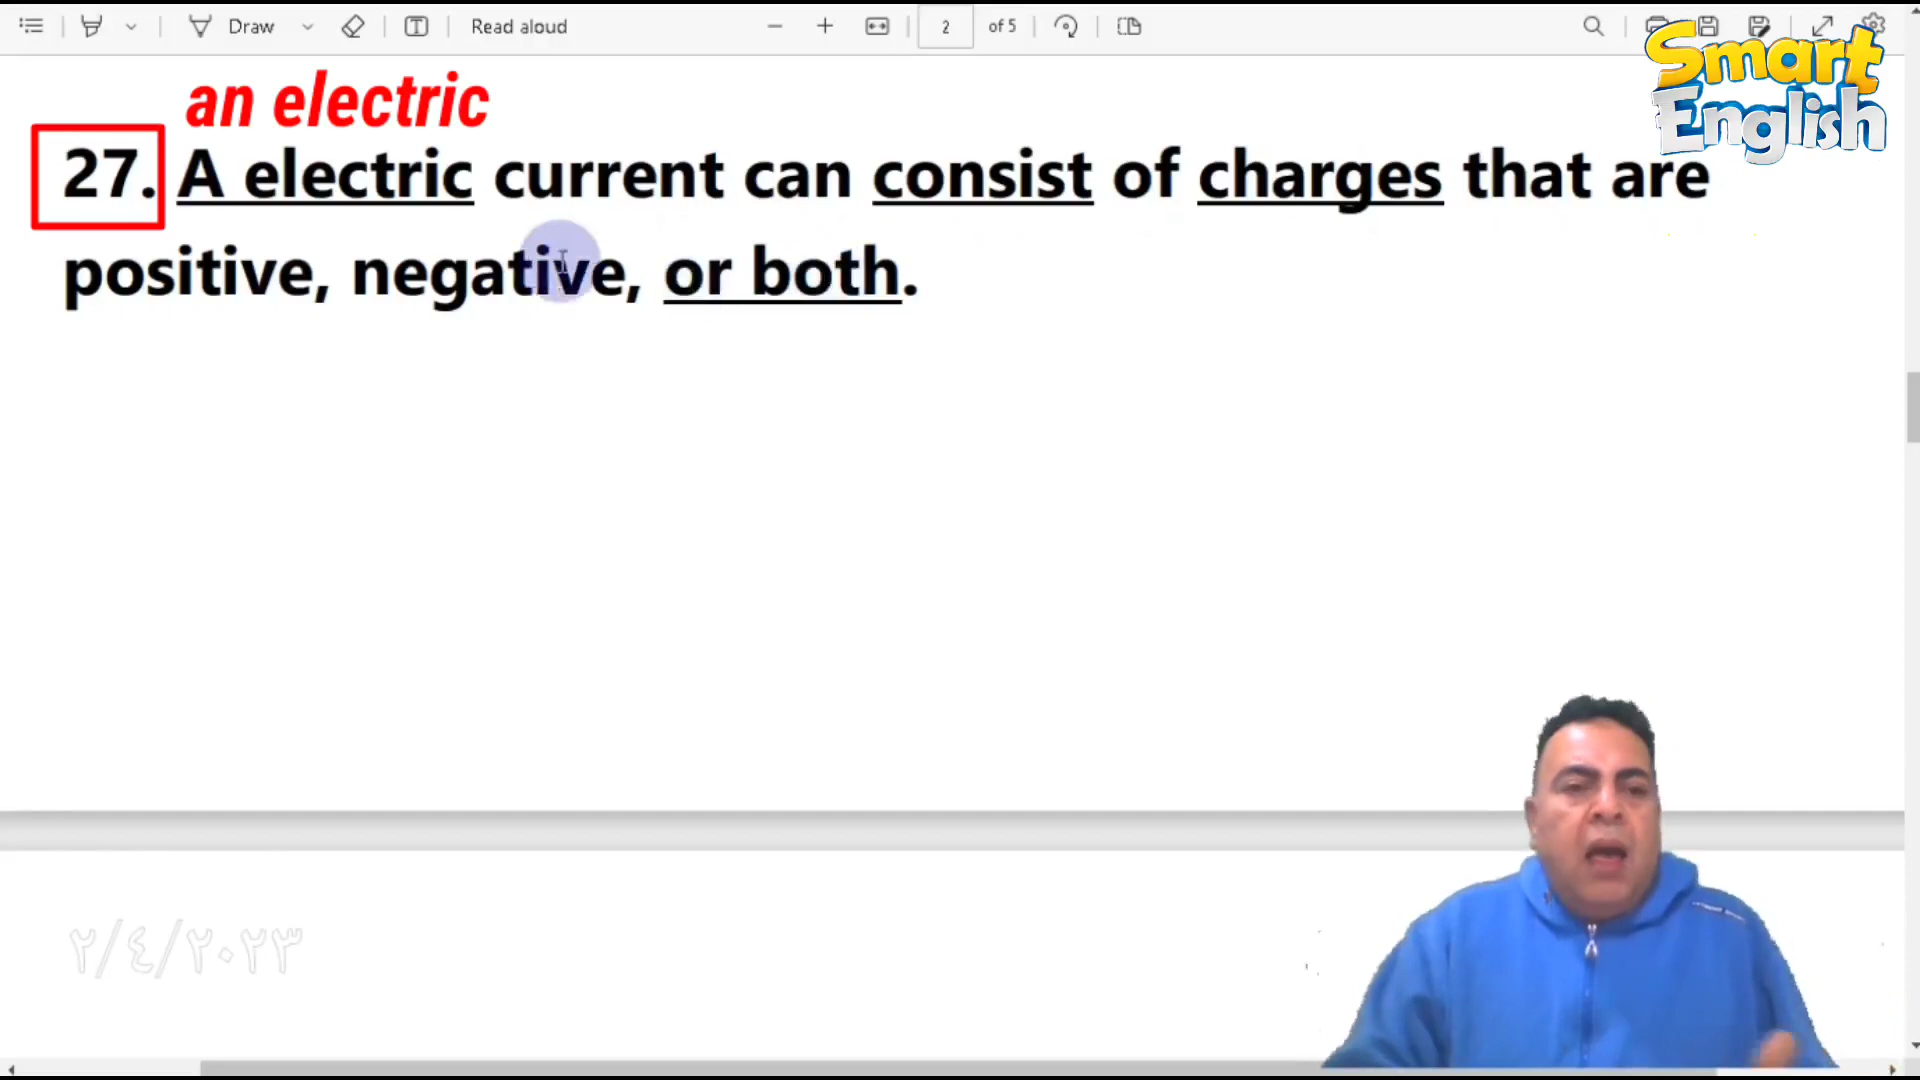 Draw
Read aloud
2 of 5
Smart
English
an electric
27. A electric current can consist of charges that are
positive, negative, or both.
٢/٤/٢٠٢٣